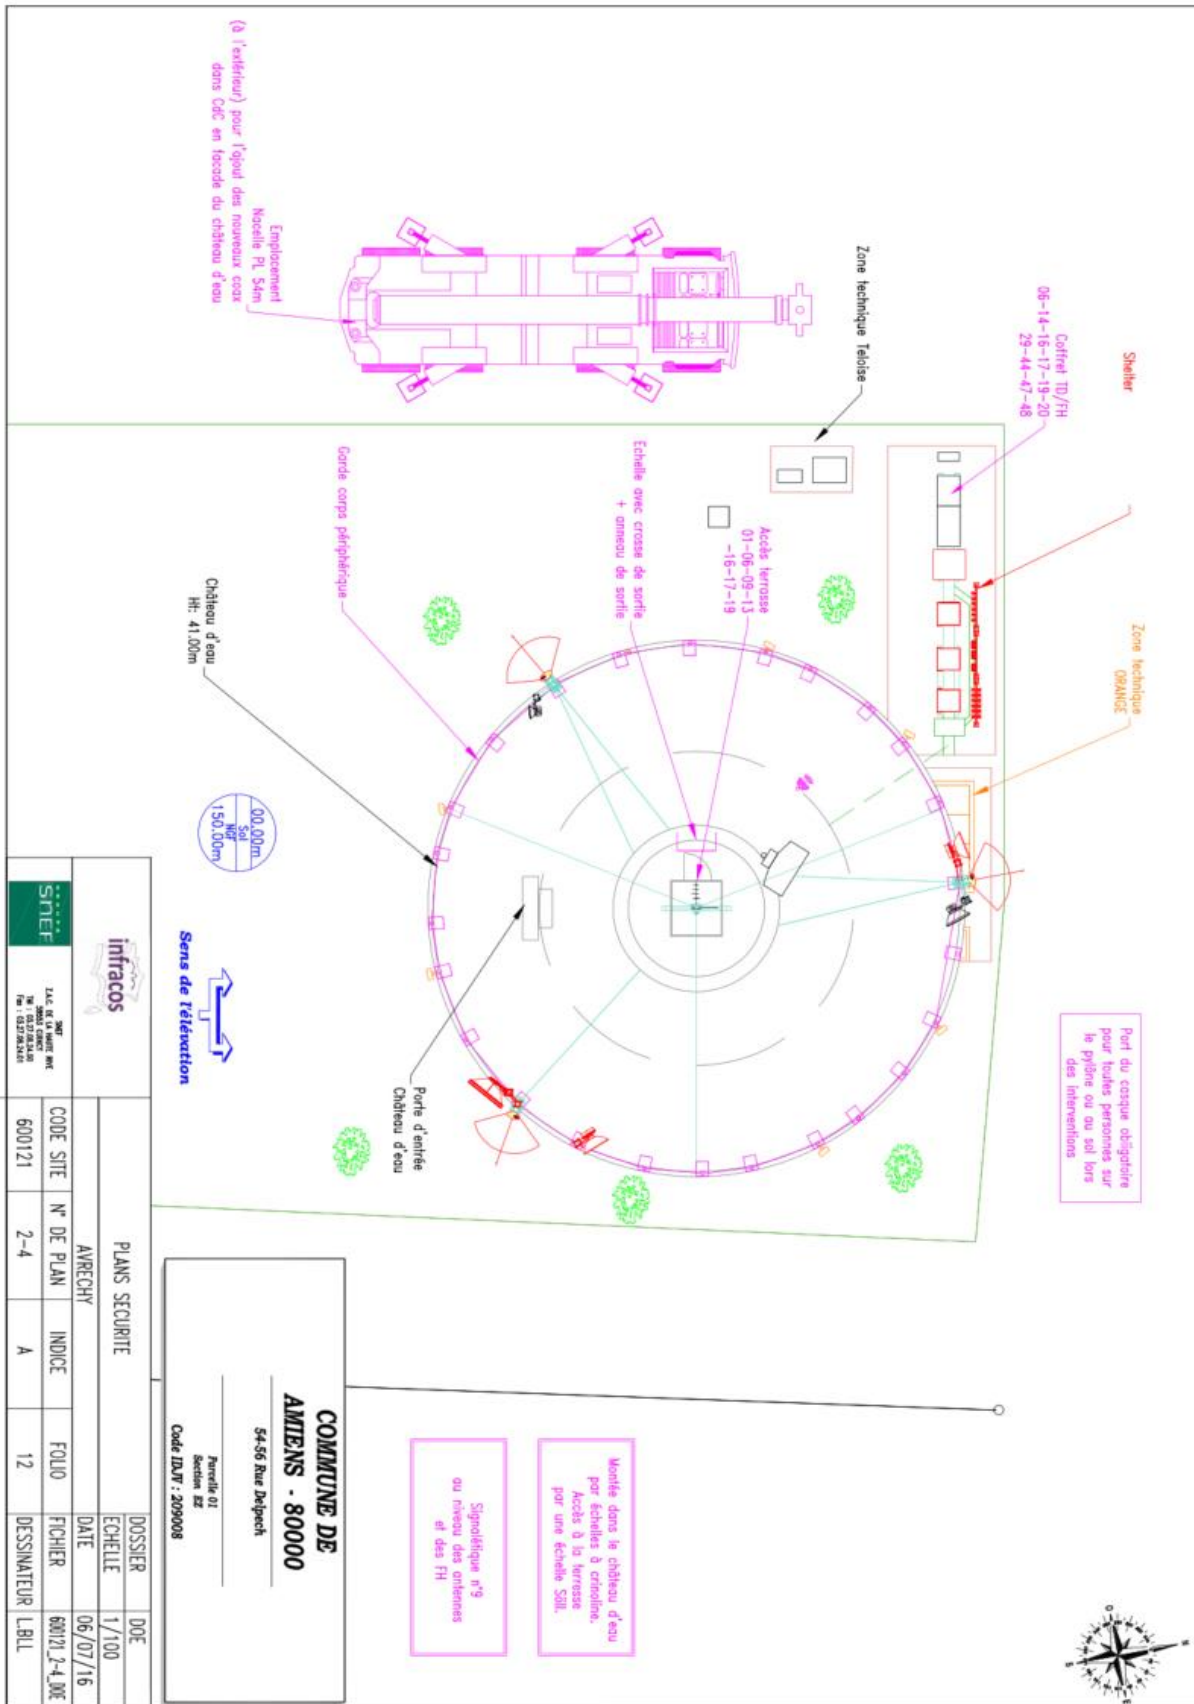 Shelter
Coffret TD/FH
06-14-16-17-19-20
29-44-47-48
Zone technique
ORANGE
Zone technique Teloise
Emplacement
Nacelle PL 54m
(à l'extérieur) pour l'ajout des nouveaux coax
dans CdC en facade du château d'eau
Accès terrasse
01-06-09-13
-16-17-19
Echelle avec crosse de sortie
+ anneau de sortie
Garde corps périphérique
Château d'eau
Ht: 41.00m
00.00m
Sol
NGF
150.00m
Sens de l'élévation
Porte d'entrée
Château d'eau
Port du casque obligatoire
pour toutes personnes sur
le pylône ou au sol lors
des interventions
Montée dans le château d'eau
par échelles à crinoline.
Accès à la terrasse
par une échelle Söll.
Signalétique n°9
au niveau des antennes
et des FH
COMMUNE DE
AMIENS - 80000
54-56 Rue Delpech
Parcelle 01
Section EZ
Code IDJV : 209008
infracos
snef
SNEF
PLANS SECURITE
AVRECHY
DOSSIER DOE
ECHELLE 1/100
DATE 06/07/16
CODE SITE N° DE PLAN INDICE FOLIO FICHIER 600121_2-4_DOE
600121 2-4 A 12 DESSINATEUR L.BLL
N
E
S
O